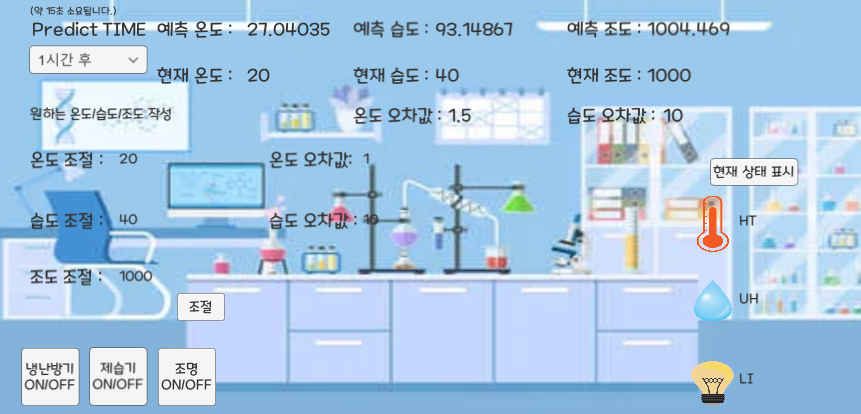 (약 15초 소요됩니다.)
Predict TIME 예측 온도 : 27.04035 예측 습도 : 93.14867 예측 조도 : 1004.469
1시간 후
현재 온도 : 20 현재 습도 : 40 현재 조도 : 1000
원하는 온도/습도/조도 작성 온도 오차값 : 1.5 습도 오차값 : 10
온도 조절 : 20 온도 오차값: 1
현재 상태 표시
습도 조절 : 40 습도 오차값 : 10
HT
조도 조절 : 1000
UH
조절
냉난방기 제습기 조명
ON/OFF ON/OFF ON/OFF
LI